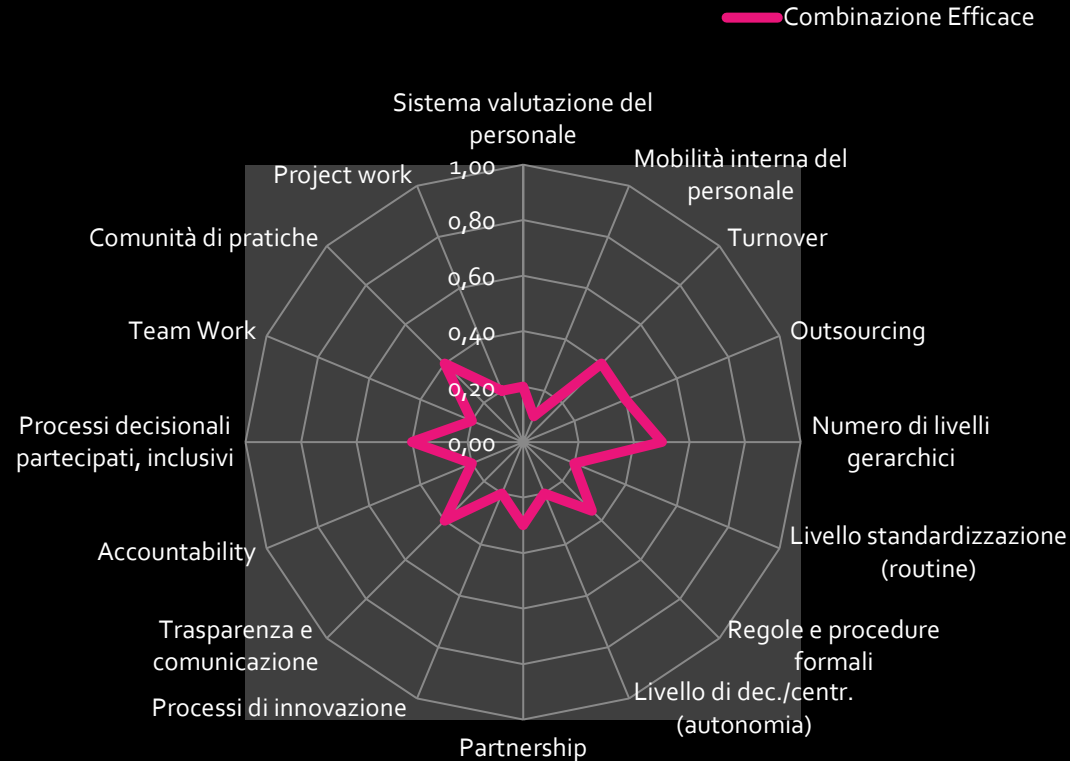 Combinazione Efficace
Sistema valutazione del
personale
Mobilità interna del
personale
Turnover
Outsourcing
Numero di livelli
gerarchici
Livello standardizzazione
(routine)
Regole e procedure
formali
Livello di dec./centr.
(autonomia)
Partnership
Processi di innovazione
Trasparenza e
comunicazione
Accountability
Processi decisionali
partecipati, inclusivi
Team Work
Comunità di pratiche
Project work
1,00
0,80
0,60
0,40
0,20
0,00